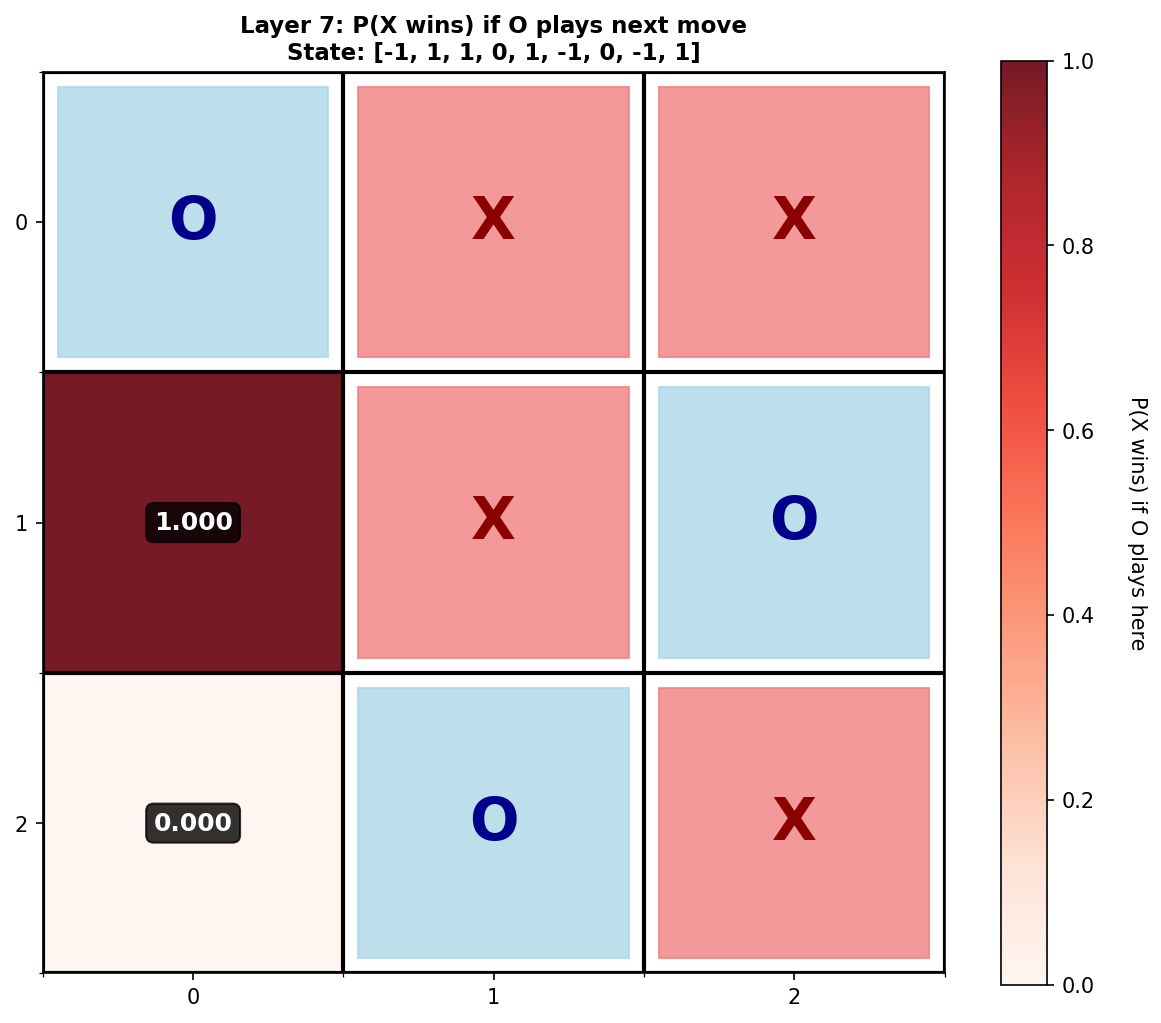 Layer 7: P(X wins) if O plays next move
State: [-1, 1, 1, 0, 1, -1, 0, -1, 1]
0
O
X
X
1
1.000
X
O
2
0.000
O
X
0
1
2
1.0
0.8
0.6
0.4
0.2
0.0
P(X wins) if O plays here